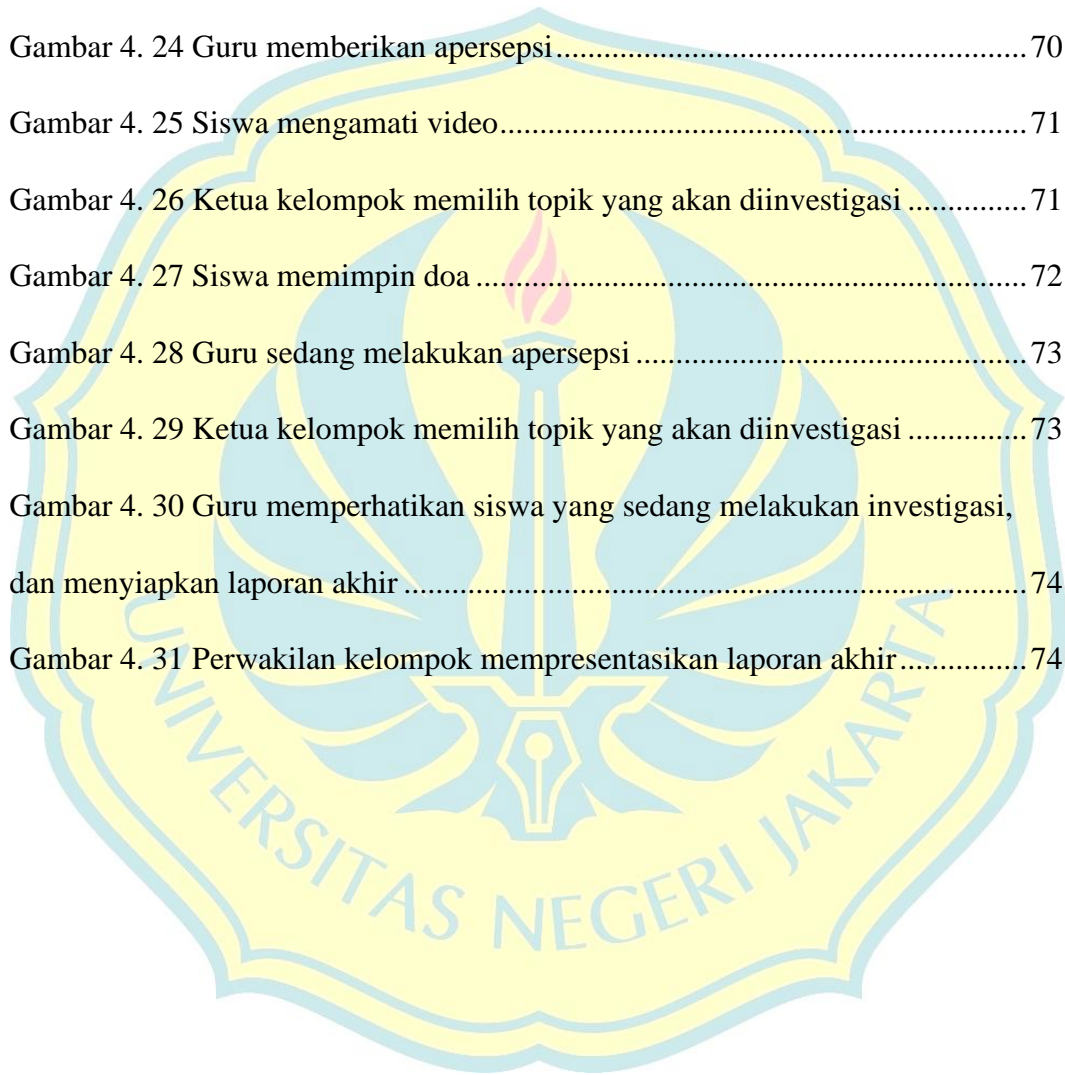 Gambar 4. 24 Guru memberikan apersepsi.................................................................... 70
Gambar 4. 25 Siswa mengamati video............................................................................ 71
Gambar 4. 26 Ketua kelompok memilih topik yang akan diinvestigasi ............... 71
Gambar 4. 27 Siswa memimpin doa ............................................................................... 72
Gambar 4. 28 Guru sedang melakukan apersepsi ........................................................ 73
Gambar 4. 29 Ketua kelompok memilih topik yang akan diinvestigasi ............... 73
Gambar 4. 30 Guru memperhatikan siswa yang sedang melakukan investigasi,
dan menyiapkan laporan akhir ......................................................................................... 74
Gambar 4. 31 Perwakilan kelompok mempresentasikan laporan akhir................ 74
UNIVERSITAS NEGERI JAKARTA